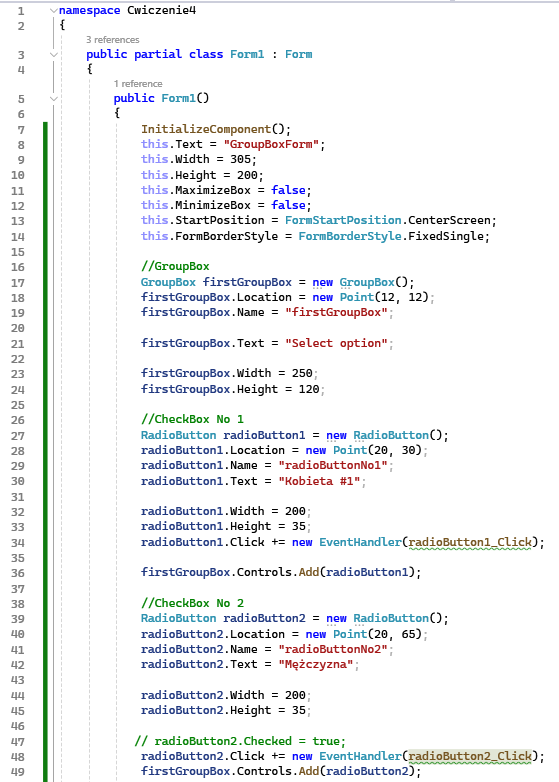 1 namespace Cwiczenie4
2 {
3 references
3 public partial class Form1 : Form
4 {
1 reference
5 public Form1()
6 {
7 InitializeComponent();
8 this.Text = "GroupBoxForm";
9 this.Width = 305;
10 this.Height = 200;
11 this.MaximizeBox = false;
12 this.MinimizeBox = false;
13 this.StartPosition = FormStartPosition.CenterScreen;
14 this.FormBorderStyle = FormBorderStyle.FixedSingle;
15
16 //GroupBox
17 GroupBox firstGroupBox = new GroupBox();
18 firstGroupBox.Location = new Point(12, 12);
19 firstGroupBox.Name = "firstGroupBox";
20
21 firstGroupBox.Text = "Select option";
22
23 firstGroupBox.Width = 250;
24 firstGroupBox.Height = 120;
25
26 //CheckBox No 1
27 RadioButton radioButton1 = new RadioButton();
28 radioButton1.Location = new Point(20, 30);
29 radioButton1.Name = "radioButtonNo1";
30 radioButton1.Text = "Kobieta #1";
31
32 radioButton1.Width = 200;
33 radioButton1.Height = 35;
34 radioButton1.Click += new EventHandler(radioButton1_Click);
35
36 firstGroupBox.Controls.Add(radioButton1);
37
38 //CheckBox No 2
39 RadioButton radioButton2 = new RadioButton();
40 radioButton2.Location = new Point(20, 65);
41 radioButton2.Name = "radioButtonNo2";
42 radioButton2.Text = "Mężczyzna";
43
44 radioButton2.Width = 200;
45 radioButton2.Height = 35;
46
47 // radioButton2.Checked = true;
48 radioButton2.Click += new EventHandler(radioButton2_Click);
49 firstGroupBox.Controls.Add(radioButton2);